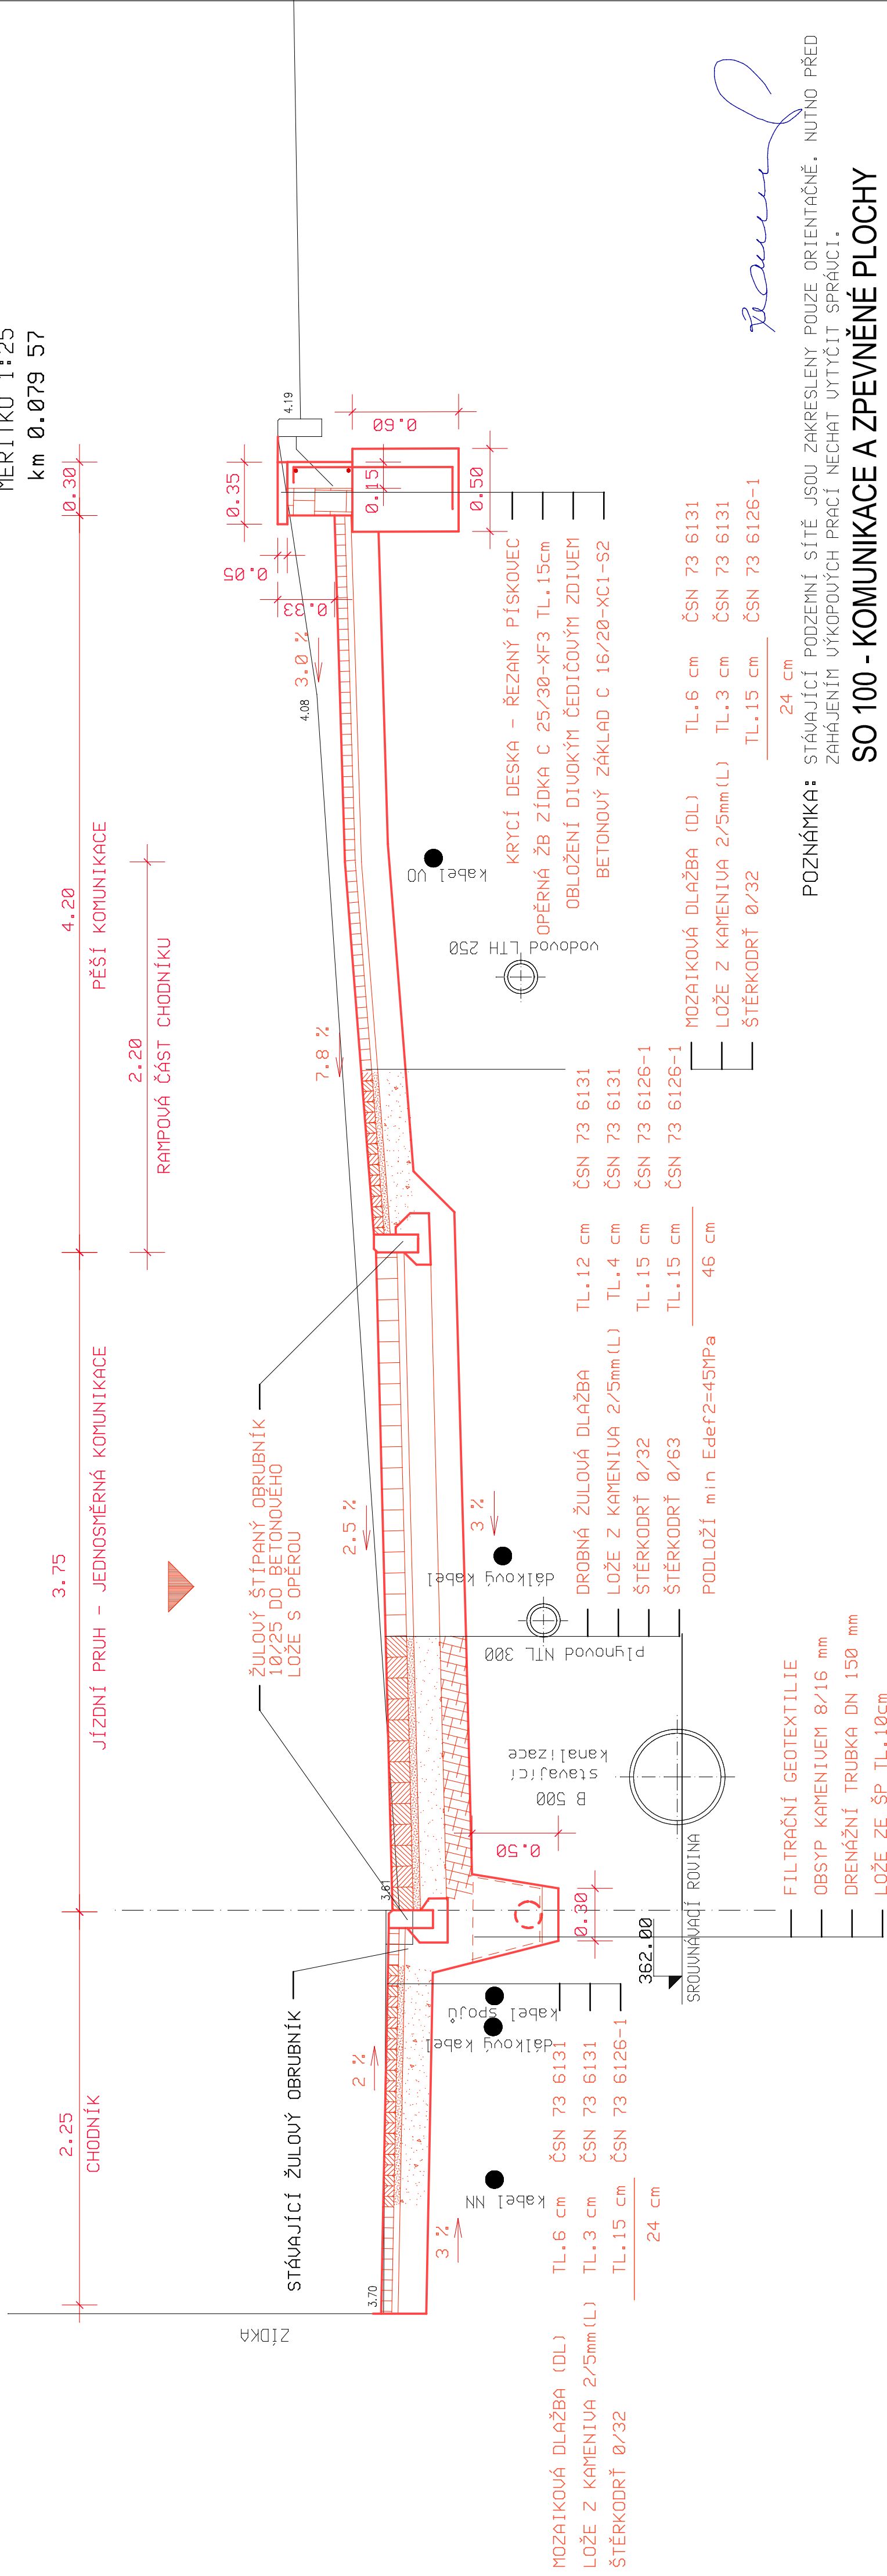 MĚŘÍTKU 1:25
km 0.079 57
2.25
CHODNÍK
3.75
JÍZDNÍ PRUH - JEDNOSMĚRNÁ KOMUNIKACE
4.20
PĚŠÍ KOMUNIKACE
0.30
2.20
RAMPOVÁ ČÁST CHODNÍKU
ZÍDKA
STÁVAJÍCÍ ŽULOVÝ OBRUBNÍK
ŽULOVÝ ŠTÍPANÝ OBRUBNÍK
10/25 DO BETONOVÉHO
LOŽE S OPĚROU
0.35
0.05
0.33
4.19
4.08
3.0 %
7.8 %
2.5 %
2 %
3.70
3.61
0.15
0.60
0.50
3 %
3 %
kabel NN
dálkový kabel
kabel spojů
0.50
0.30
B 500
stávající
kanalizace
plynovod NTL 300
dálkový kabel
vodovod LTH 250
kabel VO
KRYCÍ DESKA - ŘEZANÝ PÍSKOVEC
OPĚRNÁ ŽB ZÍDKA C 25/30-XF3 TL.15cm
OBLOŽENÍ DIVOKÝM ČEDIČOVÝM ZDIVEM
BETONOVÝ ZÁKLAD C 16/20-XC1-S2
MOZAIKOVÁ DLAŽBA (DL) TL.6 cm ČSN 73 6131
LOŽE Z KAMENIVA 2/5mm(L) TL.3 cm ČSN 73 6131
ŠTĚRKODRŤ 0/32 TL.15 cm ČSN 73 6126-1
24 cm
362.00
SROUVNÁVACÍ ROVINA
DROBNÁ ŽULOVÁ DLAŽBA TL.12 cm ČSN 73 6131
LOŽE Z KAMENIVA 2/5mm(L) TL.4 cm ČSN 73 6131
ŠTĚRKODRŤ 0/32 TL.15 cm ČSN 73 6126-1
ŠTĚRKODRŤ 0/63 TL.15 cm ČSN 73 6126-1
PODLOŽÍ min Edef2=45MPa 46 cm
MOZAIKOVÁ DLAŽBA (DL) TL.6 cm ČSN 73 6131
LOŽE Z KAMENIVA 2/5mm(L) TL.3 cm ČSN 73 6131
ŠTĚRKODRŤ 0/32 TL.15 cm ČSN 73 6126-1
24 cm
FILTRAČNÍ GEOTEXTILIE
OBSYP KAMENIVEM 8/16 mm
DRENÁŽNÍ TRUBKA DN 150 mm
LOŽE ZE ŠP TL.10cm
POZNÁMKA: STÁVAJÍCÍ PODZEMNÍ SÍTĚ JSOU ZAKRESLENY POUZE ORIENTAČNĚ. NUTNO PŘED
ZAHÁJENÍM VÝKOPOVÝCH PRACÍ NECHAT VYTÝČIT SPRÁVCI.
SO 100 - KOMUNIKACE A ZPEVNĚNÉ PLOCHY